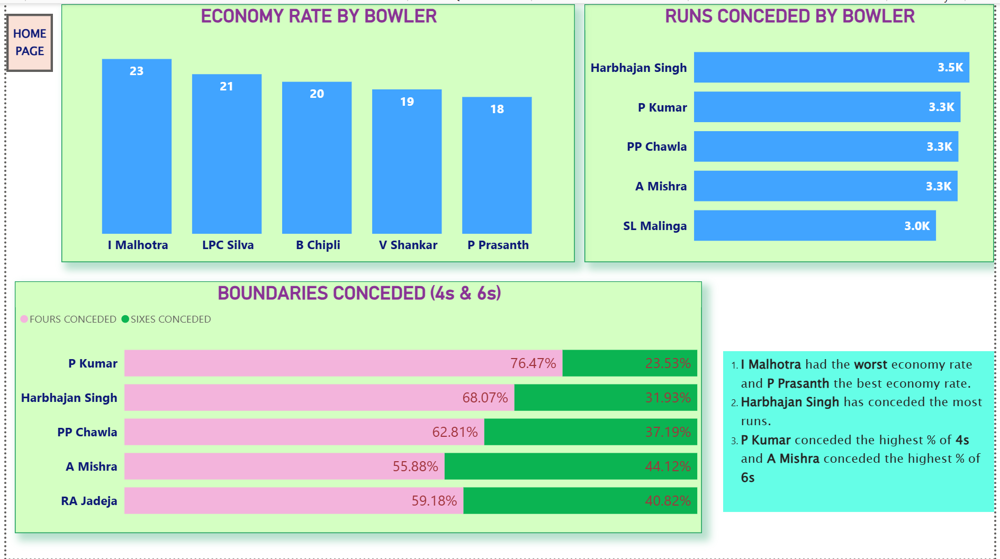 HOME
PAGE
ECONOMY RATE BY BOWLER
23
21
20
19
18
I Malhotra
LPC Silva
B Chipli
V Shankar
P Prasanth
RUNS CONCEDED BY BOWLER
Harbhajan Singh 3.5K
P Kumar 3.3K
PP Chawla 3.3K
A Mishra 3.3K
SL Malinga 3.0K
BOUNDARIES CONCEDED (4s & 6s)
FOURS CONCEDED SIXES CONCEDED
P Kumar 76.47% 23.53%
Harbhajan Singh 68.07% 31.93%
PP Chawla 62.81% 37.19%
A Mishra 55.88% 44.12%
RA Jadeja 59.18% 40.82%
1. I Malhotra had the worst economy rate
and P Prasanth the best economy rate.
2. Harbhajan Singh has conceded the most
runs.
3. P Kumar conceded the highest % of 4s
and A Mishra conceded the highest % of
6s